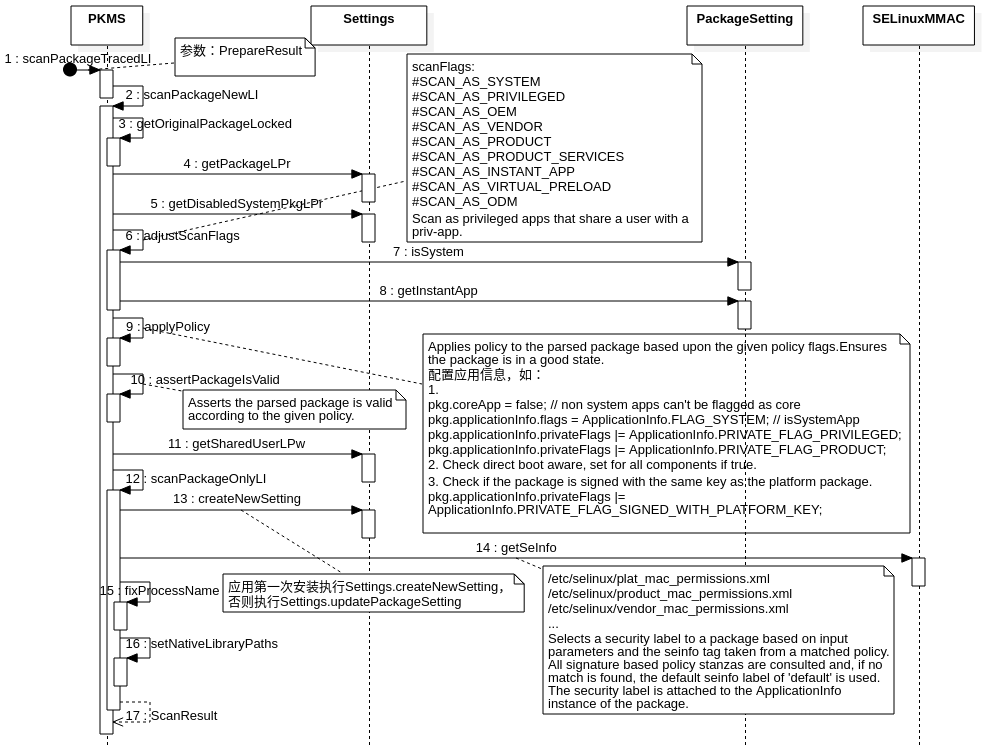 PKMS
Settings
PackageSetting
SELinuxMMAC
1 : scanPackageTracedLI
参数：PrepareResult
2 : scanPackageNewLI
3 : getOriginalPackageLocked
4 : getPackageLPr
5 : getDisabledSystemPkgLPr
scanFlags:
#SCAN_AS_SYSTEM
#SCAN_AS_PRIVILEGED
#SCAN_AS_OEM
#SCAN_AS_VENDOR
#SCAN_AS_PRODUCT
#SCAN_AS_PRODUCT_SERVICES
#SCAN_AS_INSTANT_APP
#SCAN_AS_VIRTUAL_PRELOAD
#SCAN_AS_ODM
Scan as privileged apps that share a user with a
priv-app.
6 : adjustScanFlags
7 : isSystem
8 : getInstantApp
9 : applyPolicy
Applies policy to the parsed package based upon the given policy flags.Ensures
the package is in a good state.
配置应用信息，如：
1.
pkg.coreApp = false; // non system apps can't be flagged as core
pkg.applicationInfo.flags = ApplicationInfo.FLAG_SYSTEM; // isSystemApp
pkg.applicationInfo.privateFlags |= ApplicationInfo.PRIVATE_FLAG_PRIVILEGED;
pkg.applicationInfo.privateFlags |= ApplicationInfo.PRIVATE_FLAG_PRODUCT;
2. Check direct boot aware, set for all components if true.
3. Check if the package is signed with the same key as the platform package.
pkg.applicationInfo.privateFlags |=
ApplicationInfo.PRIVATE_FLAG_SIGNED_WITH_PLATFORM_KEY;
10 : assertPackageIsValid
Asserts the parsed package is valid
according to the given policy.
11 : getSharedUserLPw
12 : scanPackageOnlyLI
13 : createNewSetting
14 : getSeInfo
应用第一次安装执行Settings.createNewSetting，
否则执行Settings.updatePackageSetting
/etc/selinux/plat_mac_permissions.xml
/etc/selinux/product_mac_permissions.xml
/etc/selinux/vendor_mac_permissions.xml
...
Selects a security label to a package based on input
parameters and the seinfo tag taken from a matched policy.
All signature based policy stanzas are consulted and, if no
match is found, the default seinfo label of 'default' is used.
The security label is attached to the ApplicationInfo
instance of the package.
15 : fixProcessName
16 : setNativeLibraryPaths
17 : ScanResult